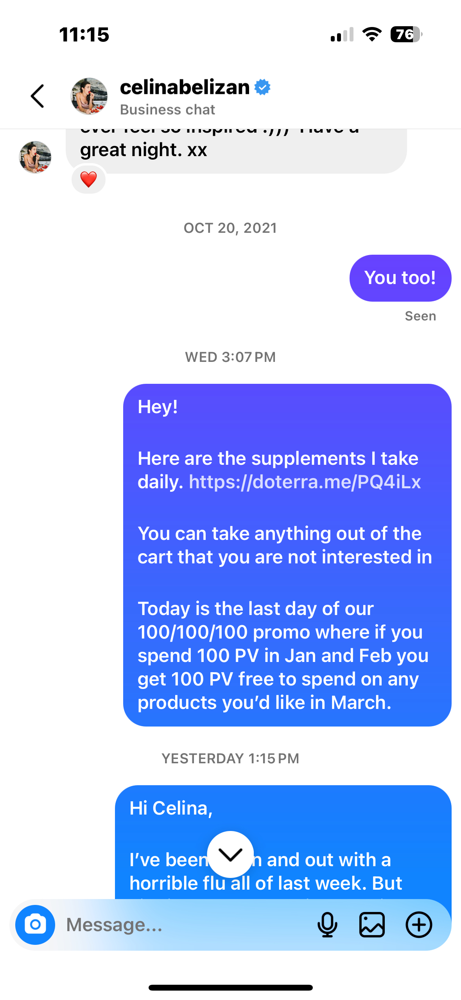 11:15
76
celinabelizan
Business chat
ever feel so inspired :))) Have a
great night. xx
OCT 20, 2021
You too!
Seen
WED 3:07 PM
Hey!
Here are the supplements I take
daily. https://doterra.me/PQ4iLx
You can take anything out of the
cart that you are not interested in
Today is the last day of our
100/100/100 promo where if you
spend 100 PV in Jan and Feb you
get 100 PV free to spend on any
products you’d like in March.
YESTERDAY 1:15 PM
Hi Celina,
I’ve been and out with a
horrible flu all of last week. But
Message...